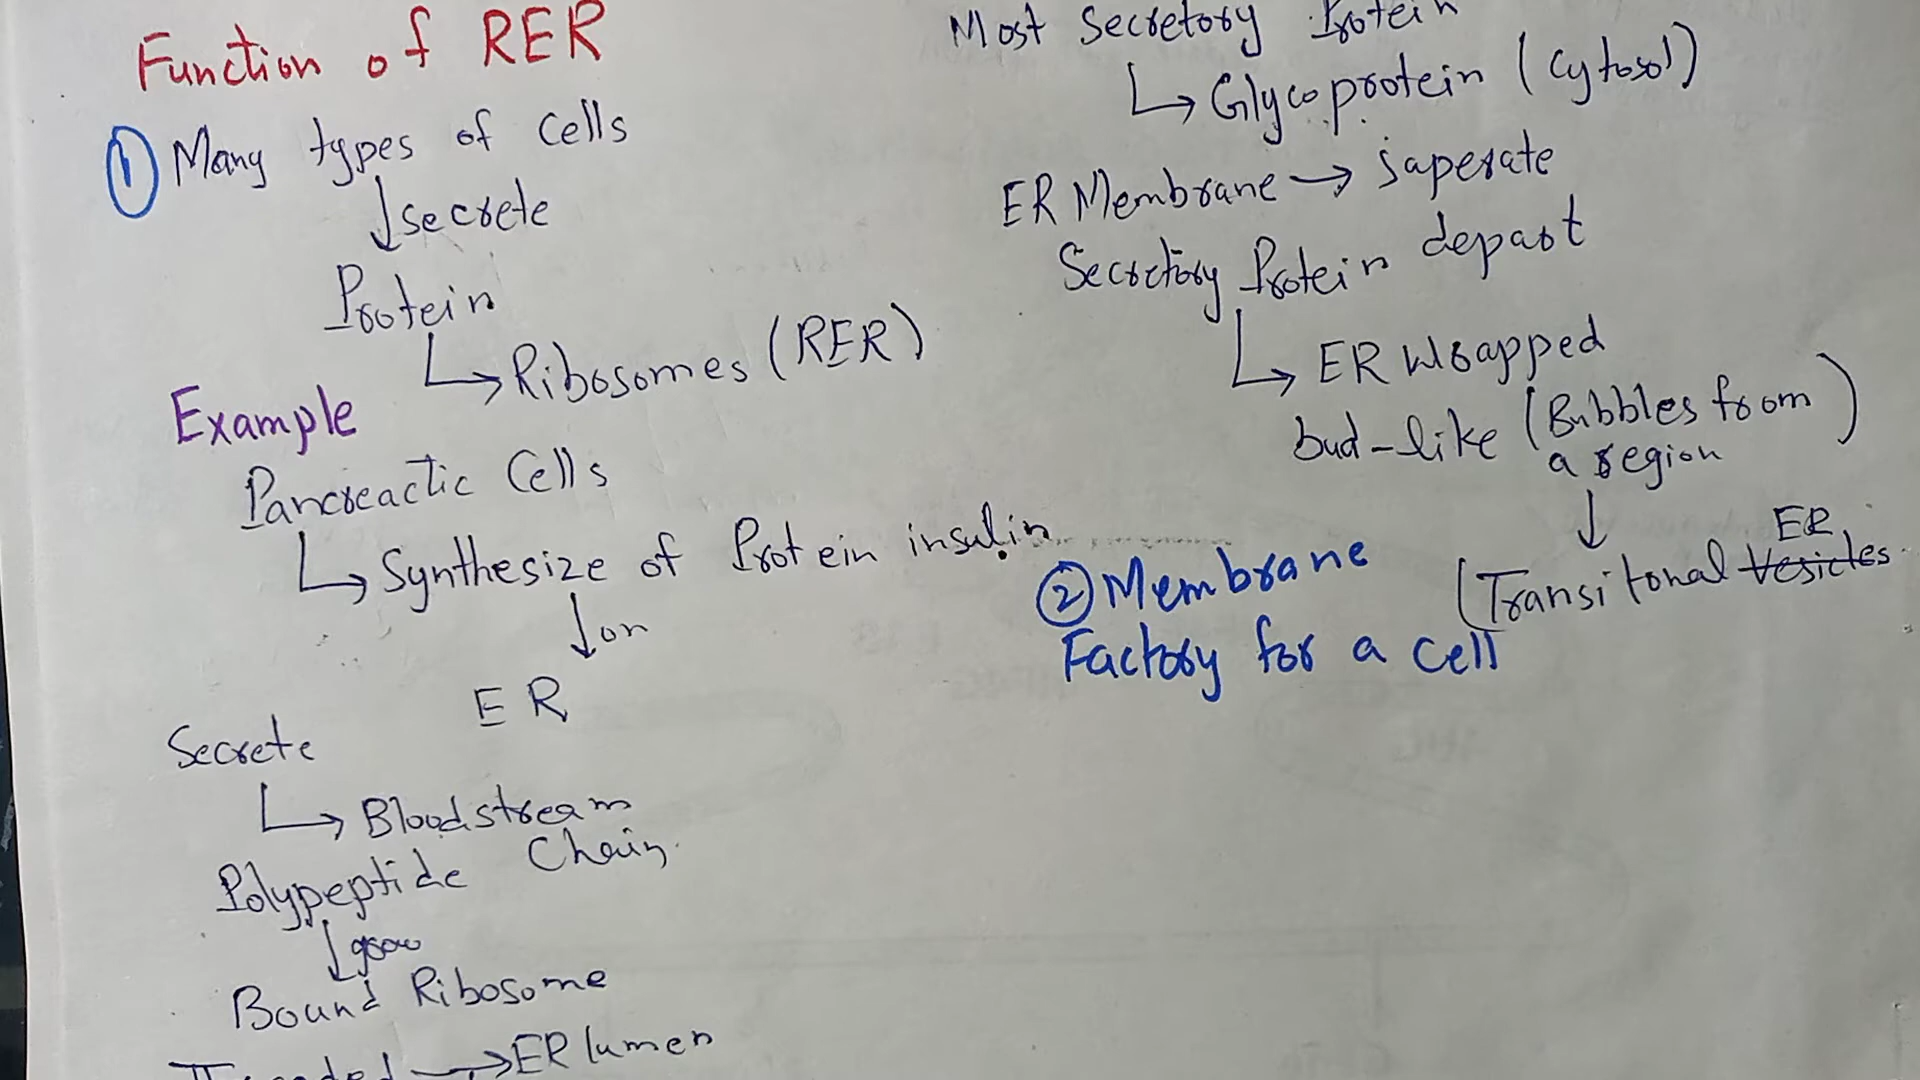 Function of RER
① Many types of cells
secrete
Protein
Ribosomes (RER)
Example
Pancreactic Cells
Synthesize of Protein insulin
on
ER
Secrete
Bloodstream
Polypeptide Chain
grow
Bound Ribosome
Threaded → ER lumen
Most Secretory Protein
Glycoprotein (Cytosol)
ER Membrane → saperate
Secretory Protein depart
ER Wrapped
bud-like (Bubbles from
a region)
ER
(Transitonal Vesicles
② Membrane
Factory for a cell